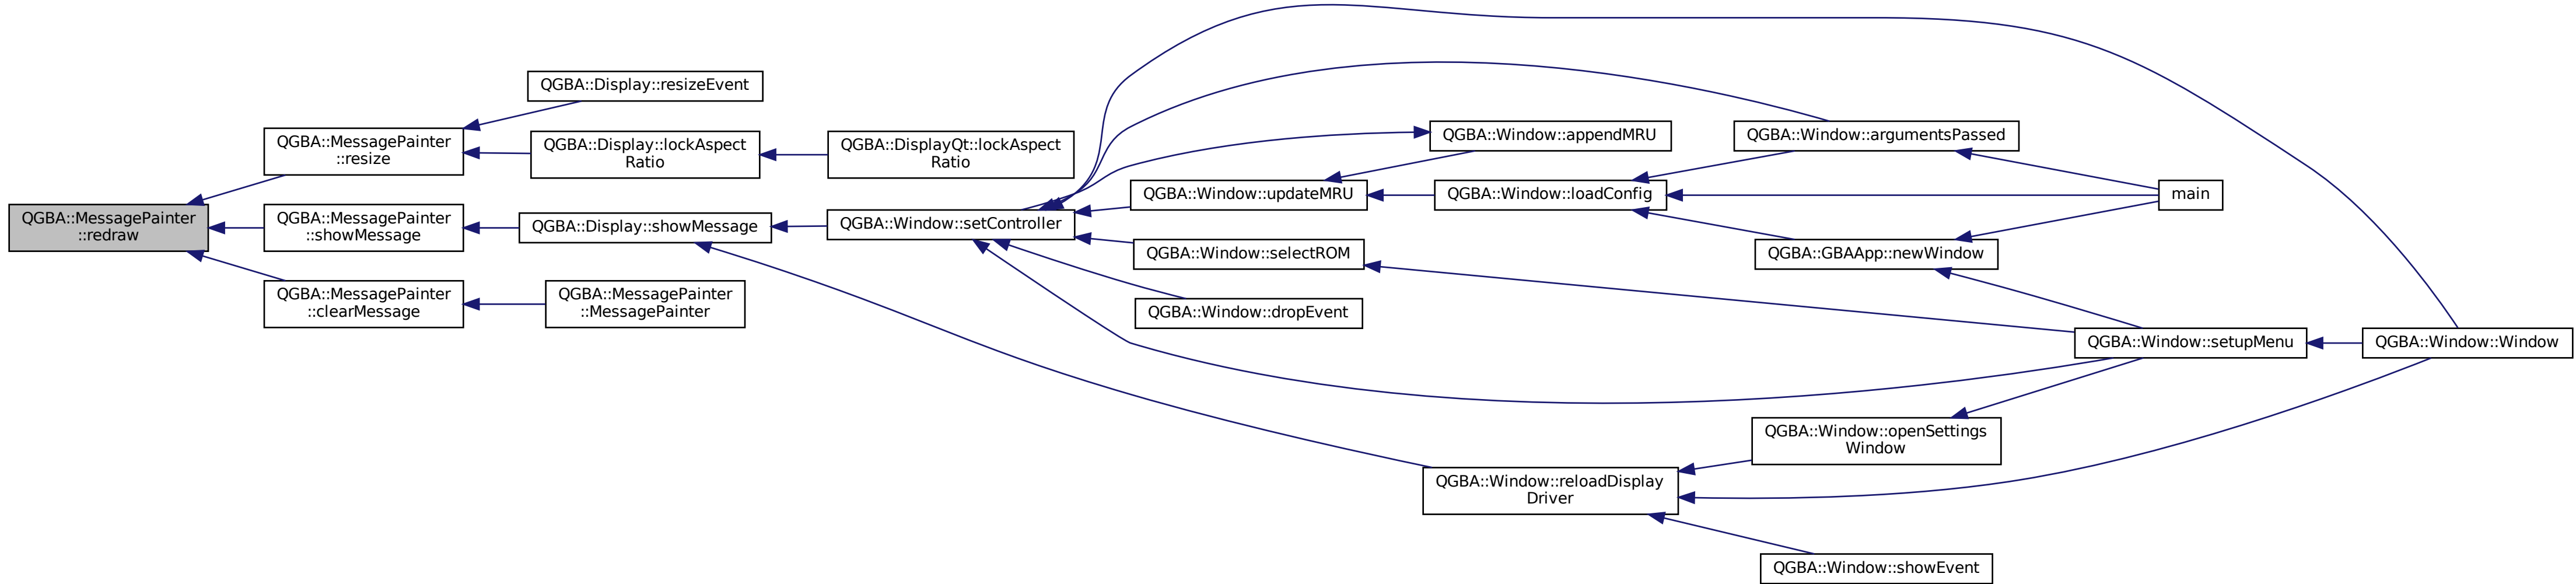 QGBA::MessagePainter
::redraw
QGBA::MessagePainter
::resize
QGBA::MessagePainter
::showMessage
QGBA::MessagePainter
::clearMessage
QGBA::Display::resizeEvent
QGBA::Display::lockAspect
Ratio
QGBA::Display::showMessage
QGBA::MessagePainter
::MessagePainter
QGBA::DisplayQt::lockAspect
Ratio
QGBA::Window::setController
QGBA::Window::updateMRU
QGBA::Window::selectROM
QGBA::Window::dropEvent
QGBA::Window::appendMRU
QGBA::Window::loadConfig
QGBA::Window::reloadDisplay
Driver
QGBA::Window::argumentsPassed
QGBA::GBAApp::newWindow
QGBA::Window::openSettings
Window
QGBA::Window::showEvent
main
QGBA::Window::setupMenu
QGBA::Window::Window